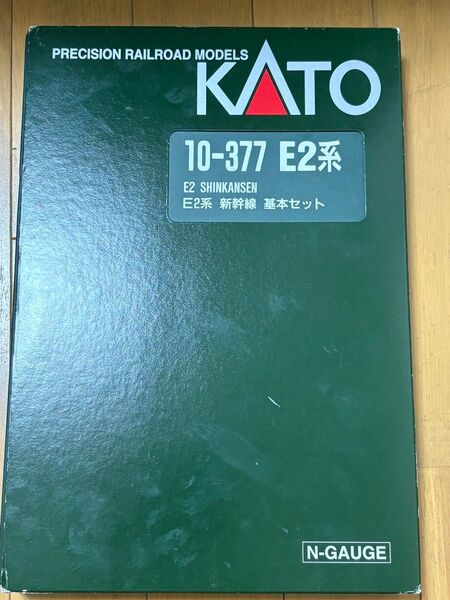 PRECISION RAILROAD MODELS
KATO
10-377 E2系
E2 SHINKANSEN
E2系 新幹線 基本セット
N-GAUGE